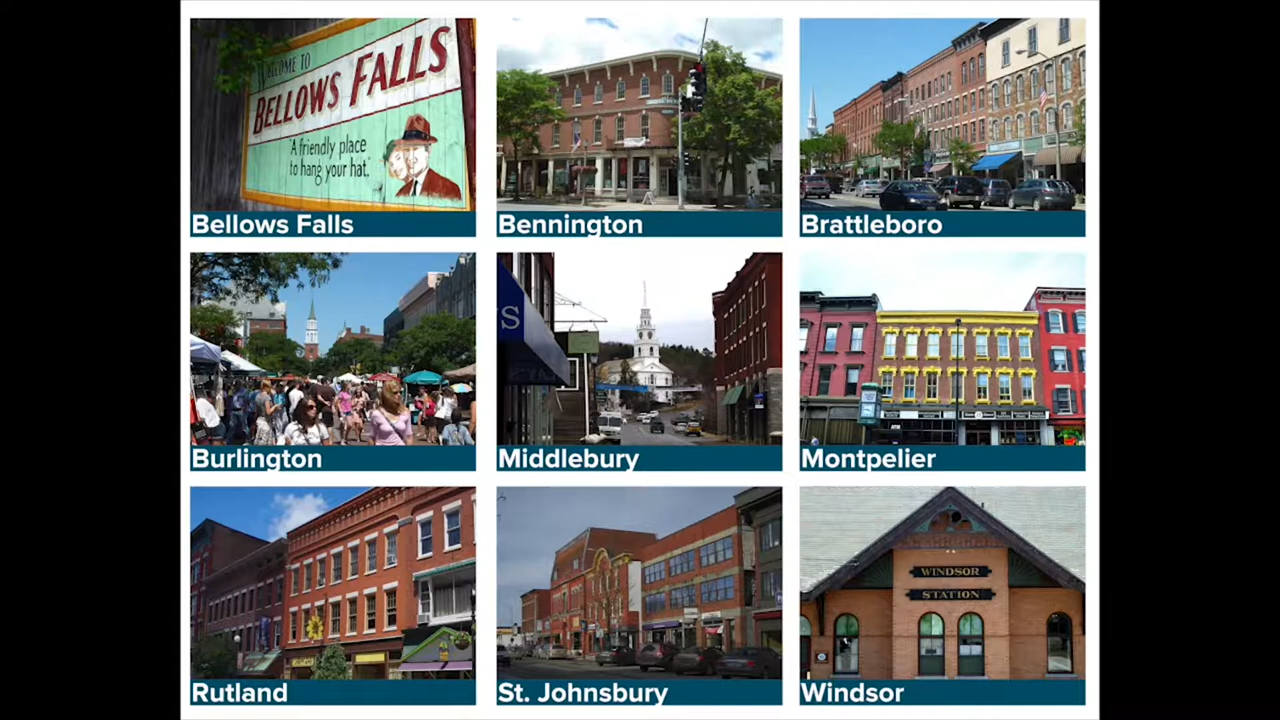 WELCOME TO
BELLOWS FALLS
"A friendly place
to hang your hat."
Bellows Falls
Bennington
Brattleboro
S
Burlington
Middlebury
Montpelier
WINDSOR
STATION
Rutland
St. Johnsbury
Windsor